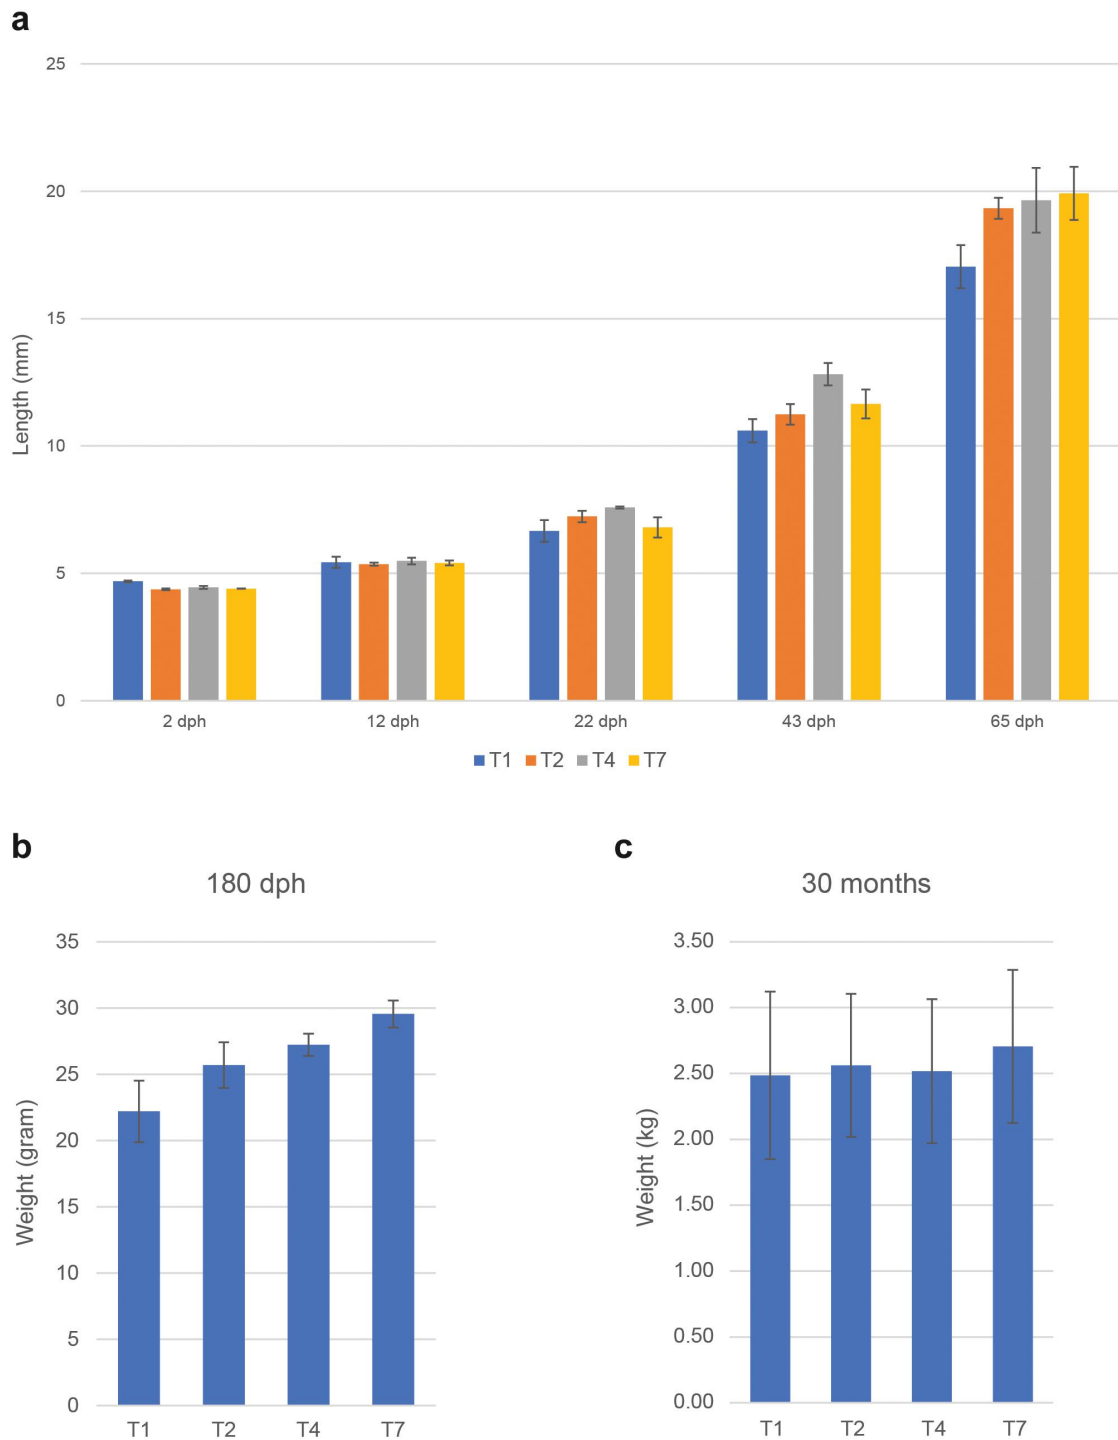 a
25
20
15
10
5
0
Length (mm)
2 dph 12 dph 22 dph 43 dph 65 dph
T1 T2 T4 T7
b
180 dph
35
30
25
20
15
10
5
0
Weight (gram)
T1 T2 T4 T7
c
30 months
3.50
3.00
2.50
2.00
1.50
1.00
0.50
0.00
Weight (kg)
T1 T2 T4 T7